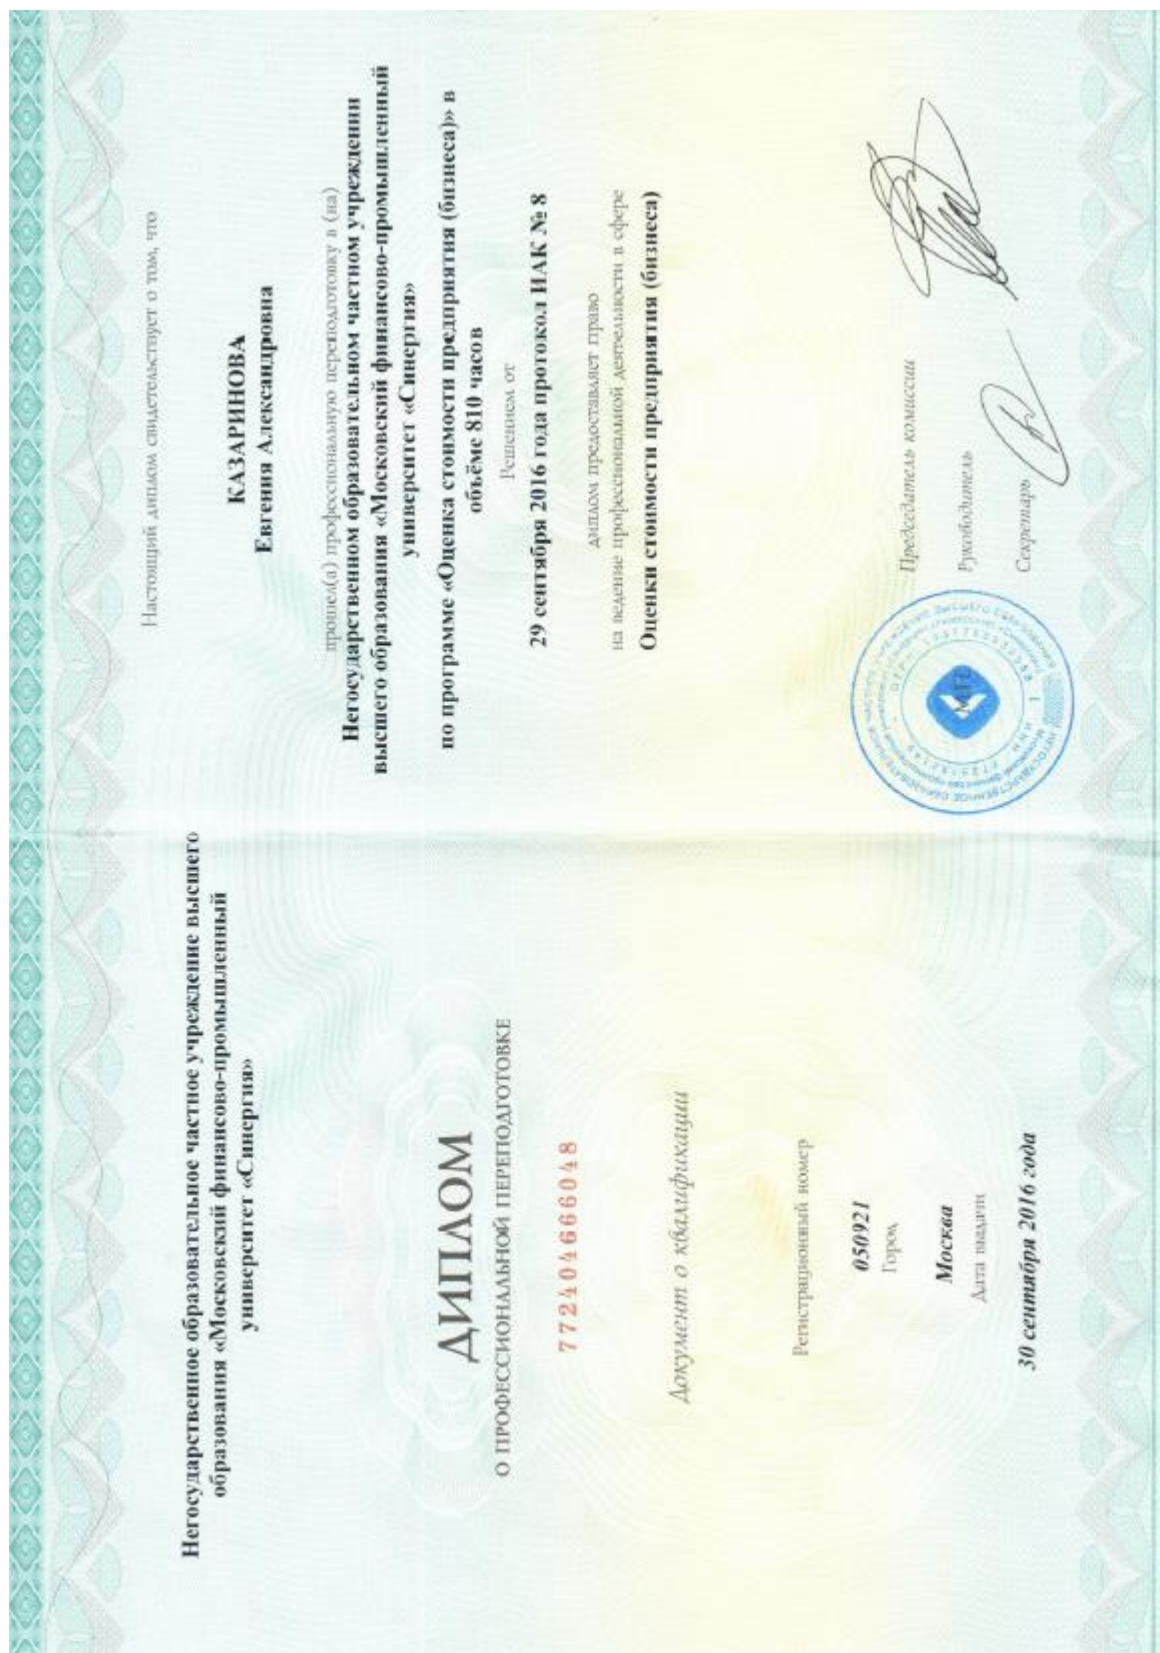 Негосударственное образовательное частное учреждение высшего
образования «Московский финансово-промышленный
университет «Синергия»
ДИПЛОМ
О ПРОФЕССИОНАЛЬНОЙ ПЕРЕПОДГОТОВКЕ
772404666048
Документ о квалификации
Регистрационный номер
050921
Город
Москва
Дата выдачи
30 сентября 2016 года
Настоящий диплом свидетельствует о том, что
КАЗАРИНОВА
Евгения Александровна
прошел(а) профессиональную переподготовку в (на)
Негосударственном образовательном частном учреждении
высшего образования «Московский финансово-промышленный
университет «Синергия»
по программе «Оценка стоимости предприятия (бизнеса)» в
объёме 810 часов
Решением от
29 сентября 2016 года протокол ИАК № 8
диплом предоставляет право
на ведение профессиональной деятельности в сфере
Оценки стоимости предприятия (бизнеса)
Председатель комиссии
Руководитель
Секретарь
М.П.